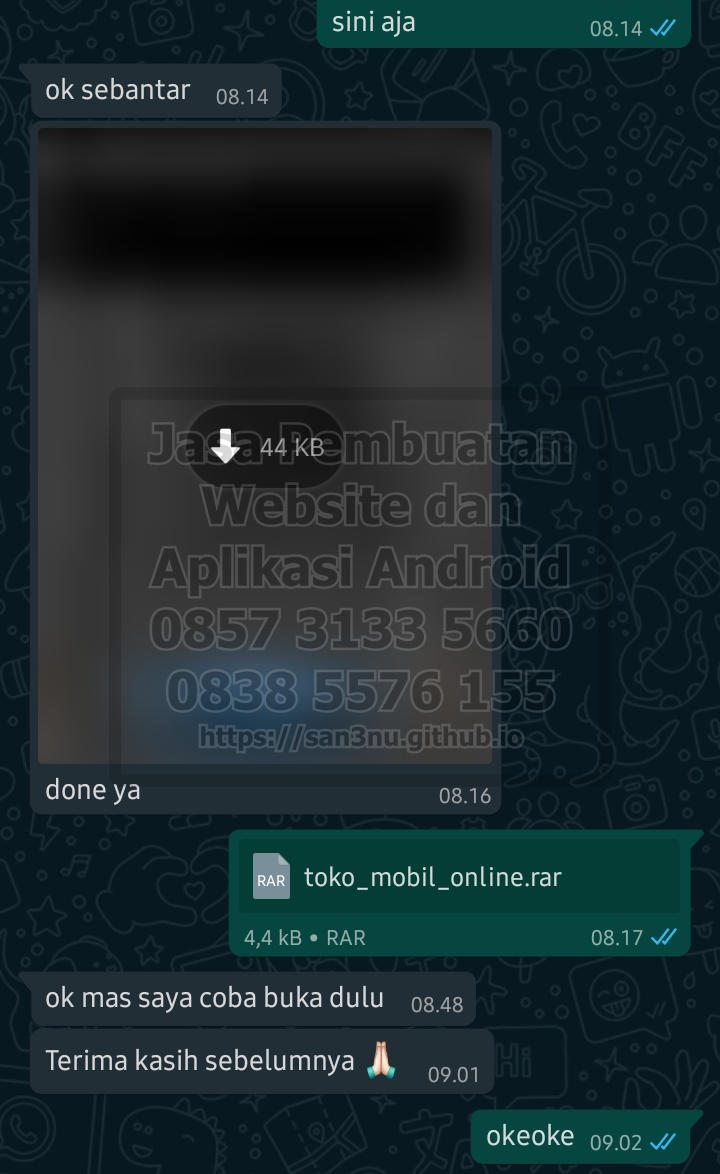 sini aja 08.14
ok sebantar 08.14
44 KB
Jasa Pembuatan
Website dan
Aplikasi Android
0857 3133 5660
0838 5576 155
https://san3nu.github.io
done ya 08.16
RAR toko_mobil_online.rar
4,4 kB • RAR 08.17
ok mas saya coba buka dulu 08.48
Terima kasih sebelumnya 🙏🏻 09.01
okeoke 09.02